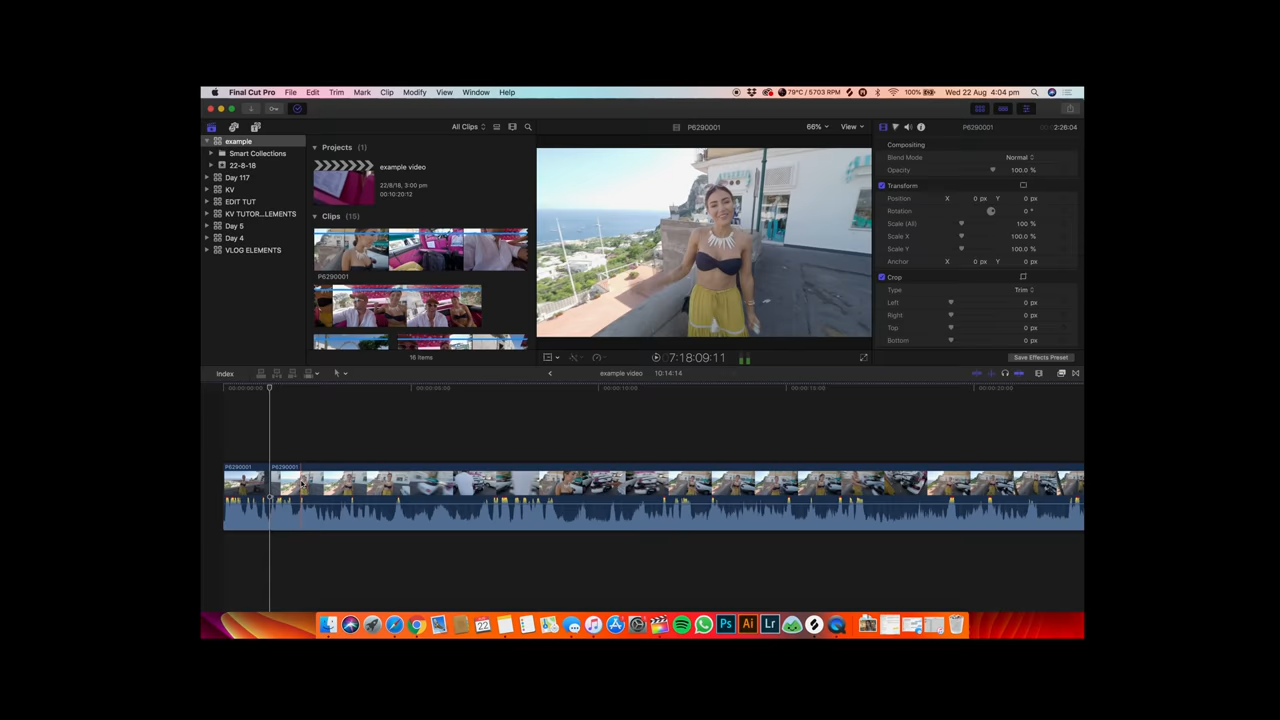 Final Cut Pro File Edit Trim Mark Clip Modify View Window Help 79°C / 5703 RPM 100% Wed 22 Aug 4:04 pm
All Clips P6290001 66% View P6290001 2:26:04
example
Smart Collections
22-8-18
Day 117
KV
EDIT TUT
KV TUTOR...LEMENTS
Day 5
Day 4
VLOG ELEMENTS
Projects (1)
example video
22/8/18, 3:00 pm
00:10:20:12
Clips (15)
P6290001
16 items
7:18:09:11
Compositing
Blend Mode Normal
Opacity 100.0 %
Transform
Position X 0 px Y 0 px
Rotation 0 °
Scale (All) 100 %
Scale X 100.0 %
Scale Y 100.0 %
Anchor X 0 px Y 0 px
Crop
Type Trim
Left 0 px
Right 0 px
Top 0 px
Bottom 0 px
Save Effects Preset
Index example video 10:14:14
00:00:00:00 00:00:05:00 00:00:10:00 00:00:15:00 00:00:20:00
P6290001 P6290001
22 Ps Ai Lr